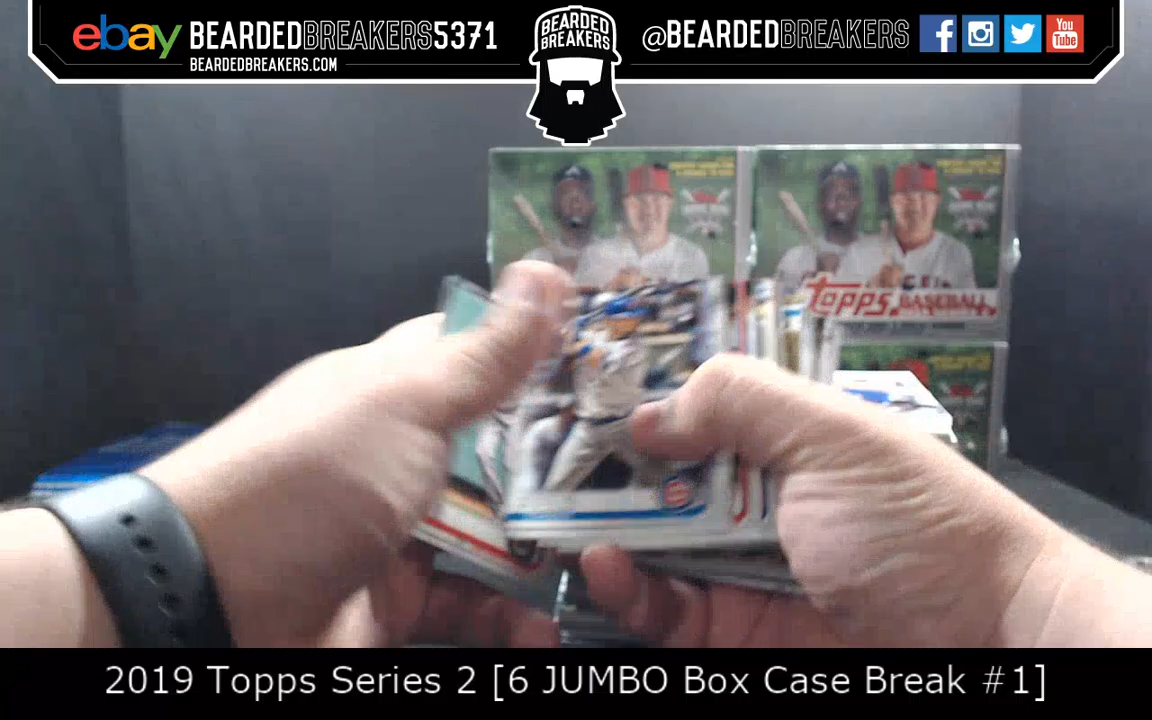 ebay BEARDEDBREAKERS5371
BEARDEDBREAKERS.COM
BEARDED
BREAKERS
@BEARDEDBREAKERS
You
Tube
Topps BASEBALL
2019 Topps Series 2 [6 JUMBO Box Case Break #1]